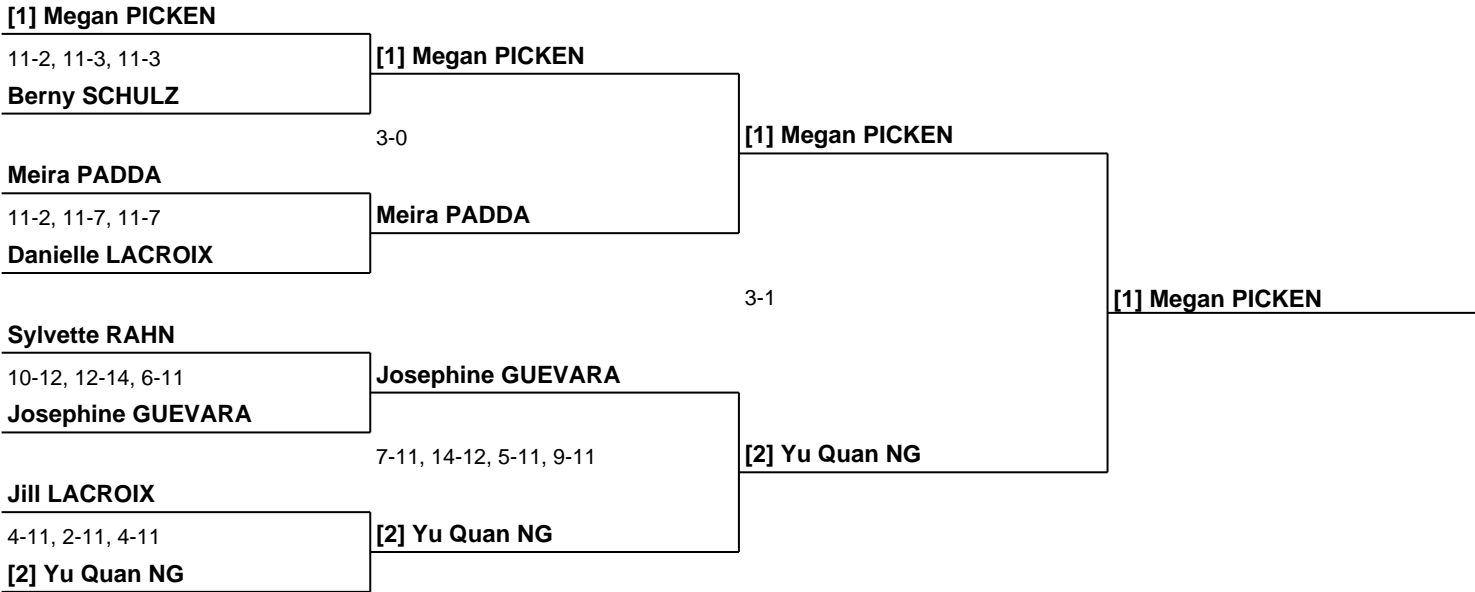 [1] Megan PICKEN
11-2, 11-3, 11-3
Berny SCHULZ
Meira PADDA
11-2, 11-7, 11-7
Danielle LACROIX
Sylvette RAHN
10-12, 12-14, 6-11
Josephine GUEVARA
Jill LACROIX
4-11, 2-11, 4-11
[2] Yu Quan NG
[1] Megan PICKEN
3-0
Meira PADDA
Josephine GUEVARA
7-11, 14-12, 5-11, 9-11
[2] Yu Quan NG
[1] Megan PICKEN
3-1
[2] Yu Quan NG
[1] Megan PICKEN